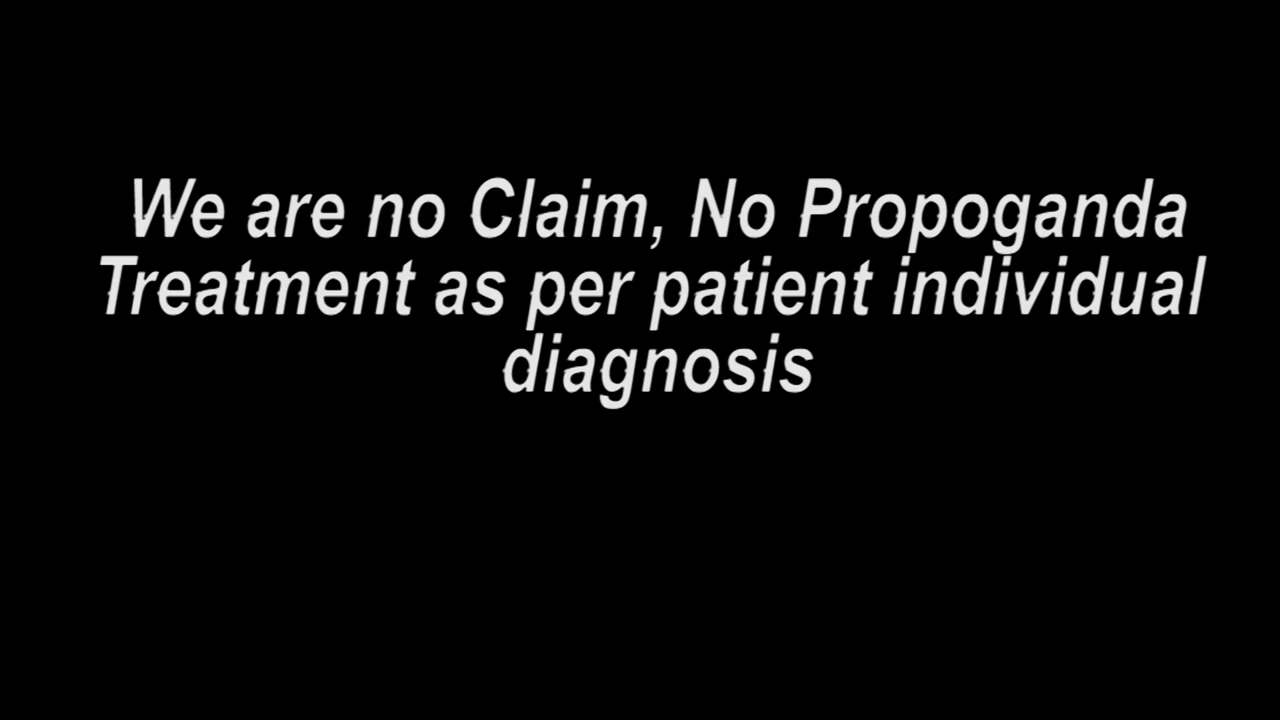 We are no Claim, No Propoganda
Treatment as per patient individual
diagnosis